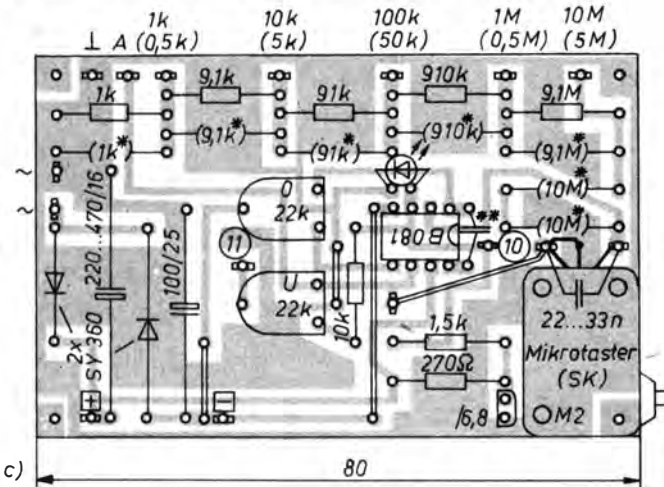 1k 10k 100k 1M 10M
⊥ A (0,5k) (5k) (50k) (0,5M) (5M)
9,1k 910k
1k 91k 9,1M
(9,1k*) (910*k)
(1k*) (91k*) (9,1M*)
(10M*)
~
0
22k
~
(10M*)
**
220...470/16
100/25
11
B081
10
U
22k
10k
2x SY 360
22...33n
1,5k
Mikrotaster
(SK)
270Ω
+ −
/6,8
M2
c)
80